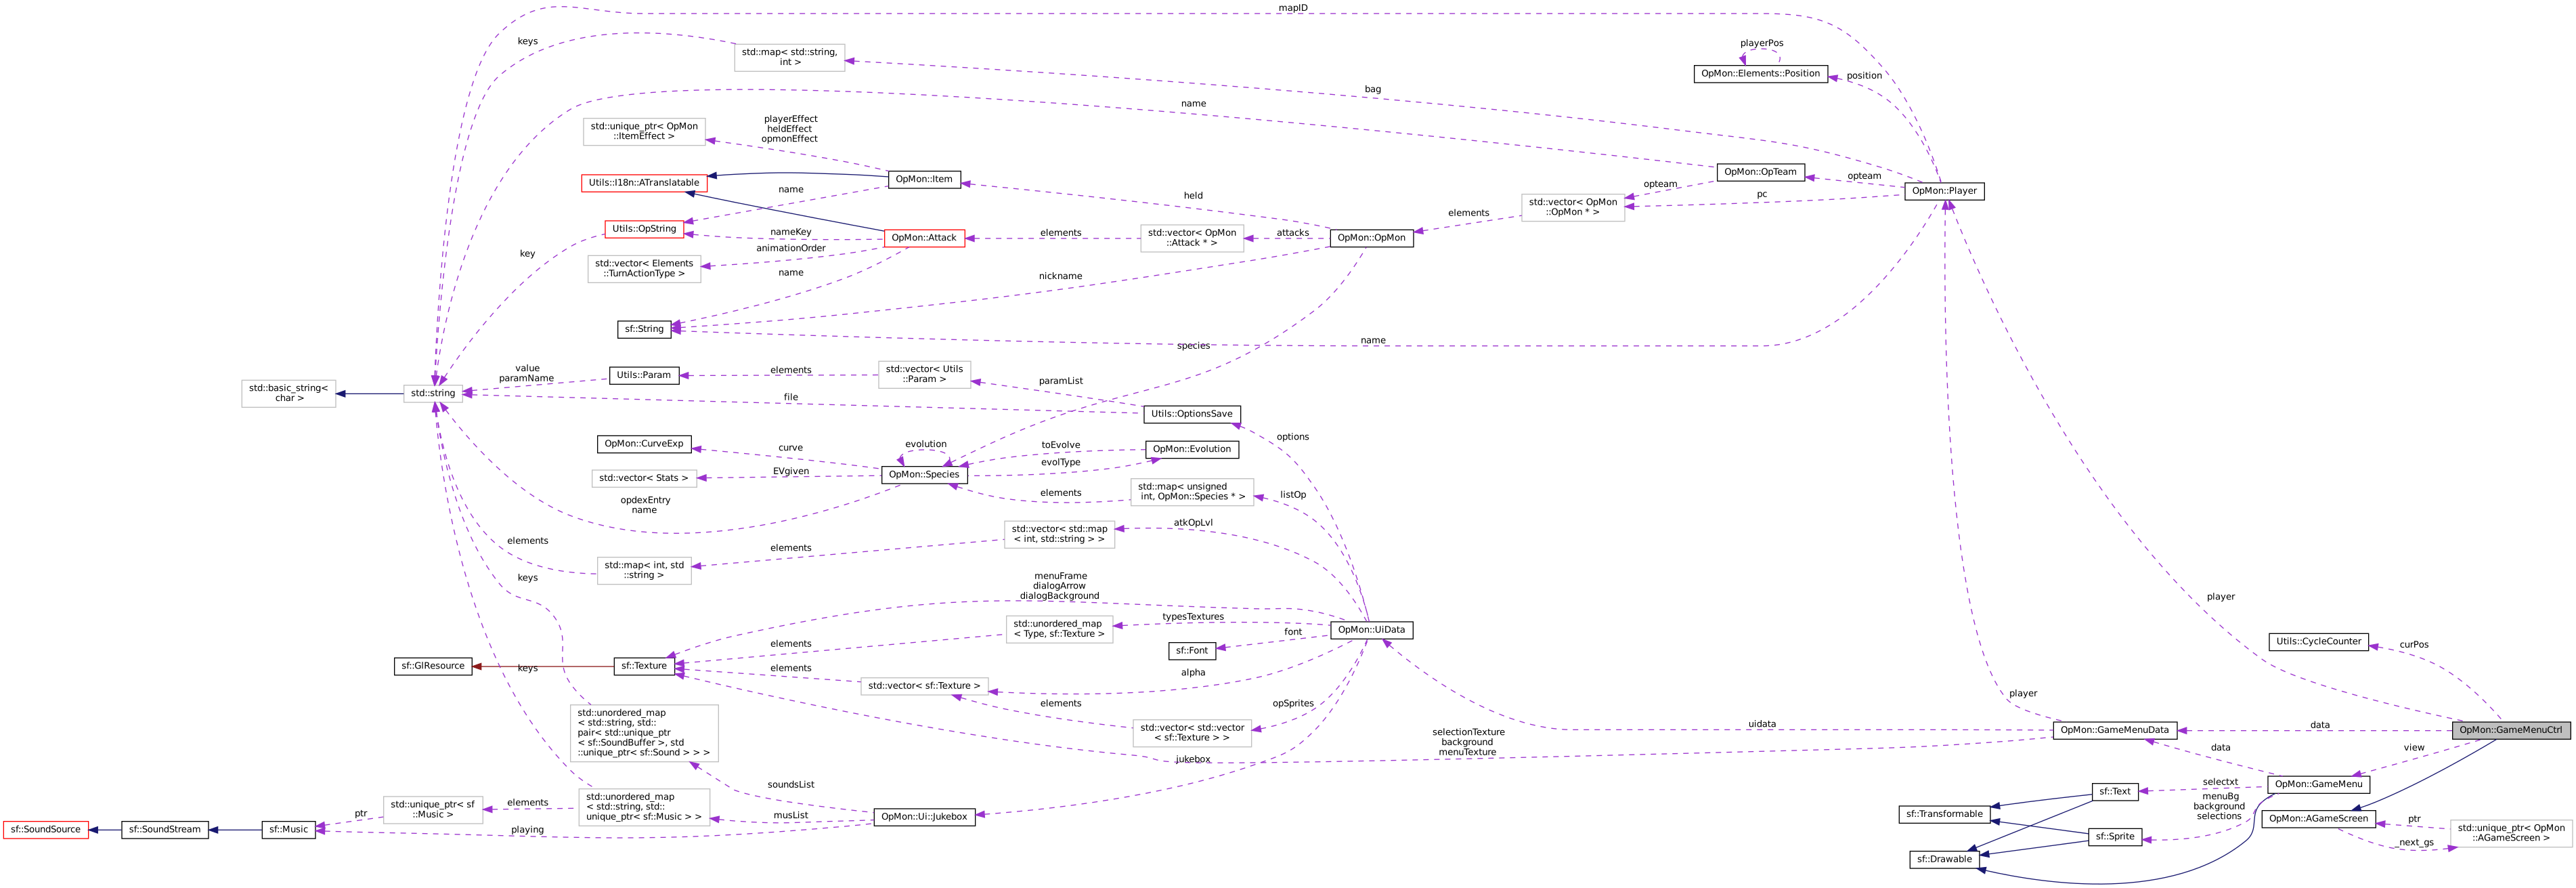 mapID
keys
std::map< std::string,
int >
playerPos
OpMon::Elements::Position
position
bag
name
std::unique_ptr< OpMon
::ItemEffect >
playerEffect
heldEffect
opmonEffect
Utils::I18n::ATranslatable
OpMon::Item
name
held
OpMon::OpTeam
opteam
opteam
pc
OpMon::Player
std::vector< OpMon
::OpMon * >
elements
Utils::OpString
key
nameKey
OpMon::Attack
elements
std::vector< OpMon
::Attack * >
attacks
OpMon::OpMon
animationOrder
std::vector< Elements
::TurnActionType >
name
nickname
sf::String
species
name
std::basic_string<
char >
std::string
value
paramName
Utils::Param
elements
std::vector< Utils
::Param >
paramList
file
Utils::OptionsSave
options
OpMon::CurveExp
curve
evolution
toEvolve
OpMon::Evolution
evolType
std::vector< Stats >
EVgiven
OpMon::Species
elements
std::map< unsigned
int, OpMon::Species * >
listOp
opdexEntry
name
elements
std::vector< std::map
< int, std::string > >
atkOpLvl
elements
std::map< int, std
::string >
keys
menuFrame
dialogArrow
dialogBackground
std::unordered_map
< Type, sf::Texture >
typesTextures
OpMon::UiData
font
sf::Font
elements
player
Utils::CycleCounter
curPos
sf::GlResource
sf::Texture
keys
elements
std::vector< sf::Texture >
alpha
elements
opSprites
player
std::unordered_map
< std::string, std::
pair< std::unique_ptr
< sf::SoundBuffer >, std
::unique_ptr< sf::Sound > > >
std::vector< std::vector
< sf::Texture > >
uidata
OpMon::GameMenuData
data
OpMon::GameMenuCtrl
selectionTexture
background
menuTexture
data
view
jukebox
soundsList
OpMon::GameMenu
selectxt
sf::Text
std::unordered_map
< std::string, std::
unique_ptr< sf::Music > >
elements
std::unique_ptr< sf
::Music >
ptr
musList
OpMon::Ui::Jukebox
playing
menuBg
background
selections
sf::Transformable
OpMon::AGameScreen
ptr
std::unique_ptr< OpMon
::AGameScreen >
_next_gs
sf::SoundSource
sf::SoundStream
sf::Music
sf::Sprite
sf::Drawable